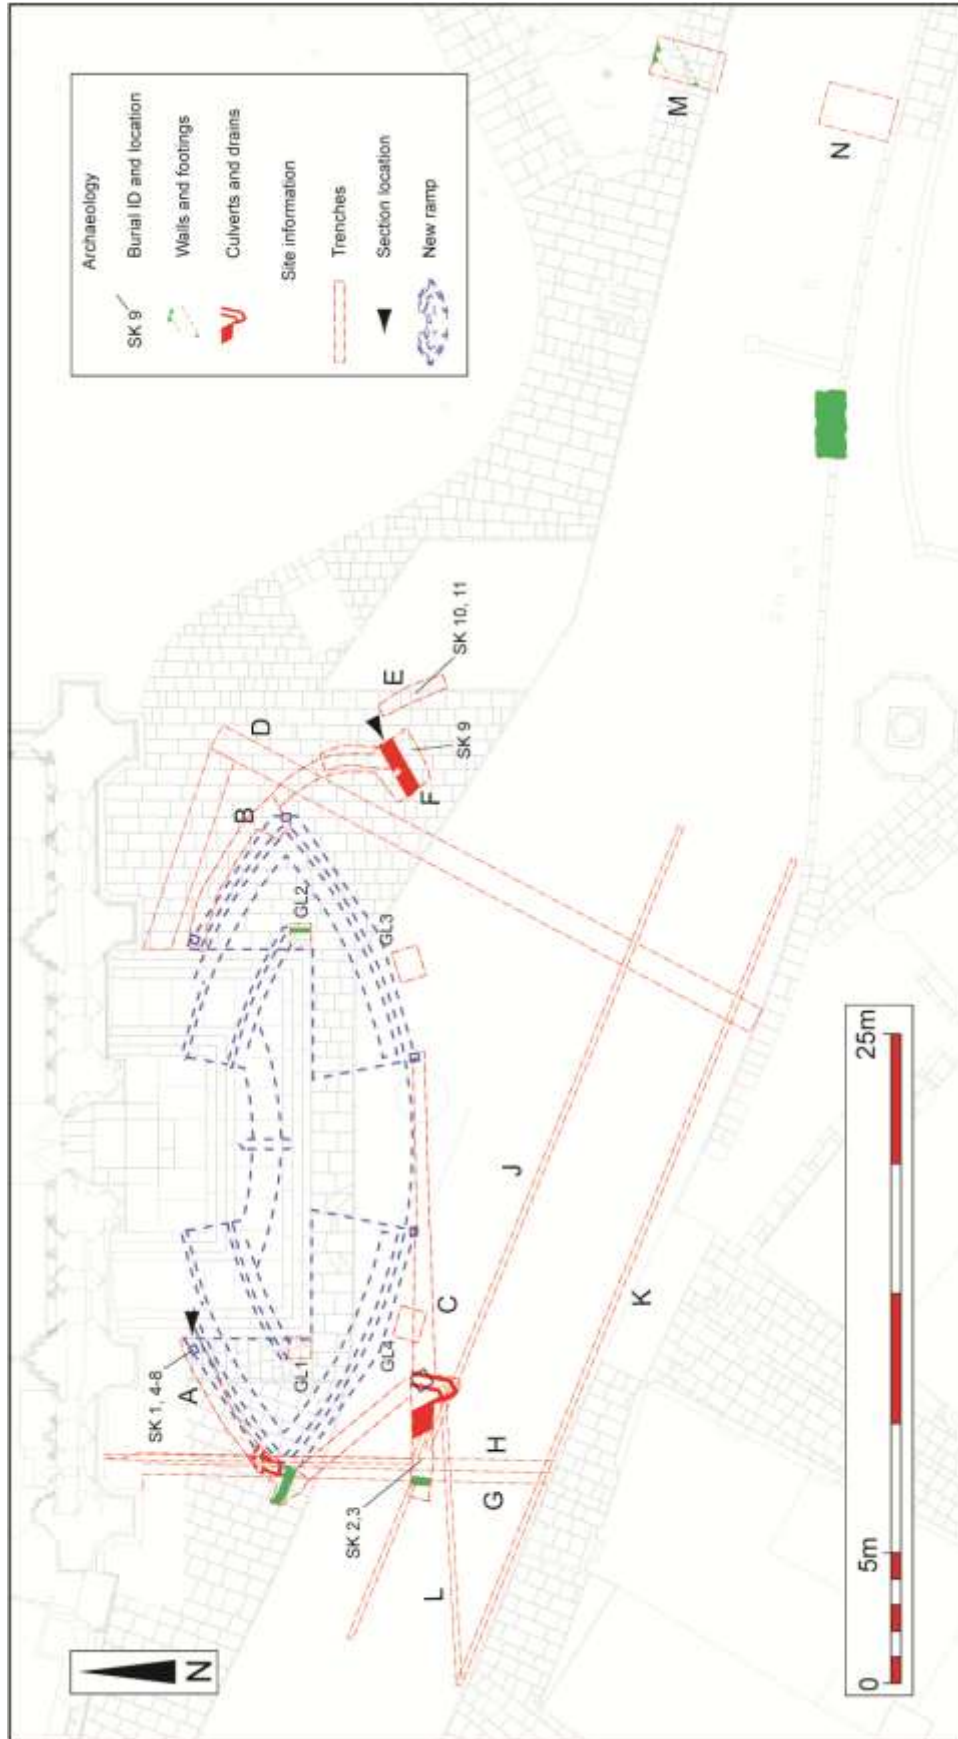 Archaeology
SK 9
Burial ID and location
Walls and footings
Culverts and drains
Site information
Trenches
Section location
New ramp
N
SK 1, 4-8
A
B
D
GL1
GL2
GL3
GL4
E
SK 10, 11
SK 9
F
C
SK 2,3
L
G
H
J
K
M
N
0
5m
25m